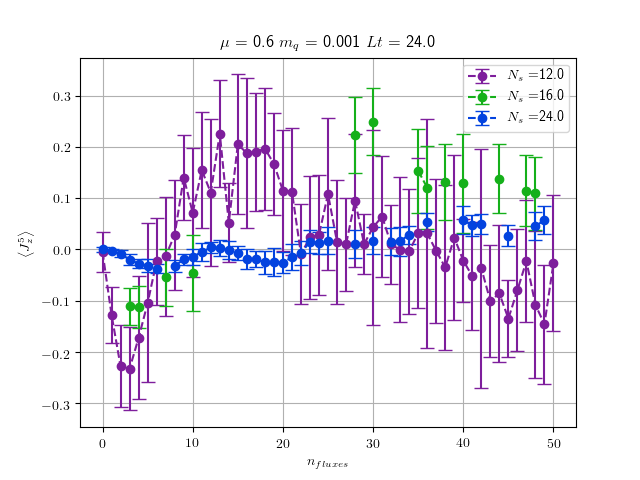 μ = 0.6 m_q = 0.001 Lt = 24.0
N_s =12.0
N_s =16.0
N_s =24.0
0.3
0.2
0.1
0.0
−0.1
−0.2
−0.3
⟨J_z^5⟩
0 10 20 30 40 50
n_{fluxes}